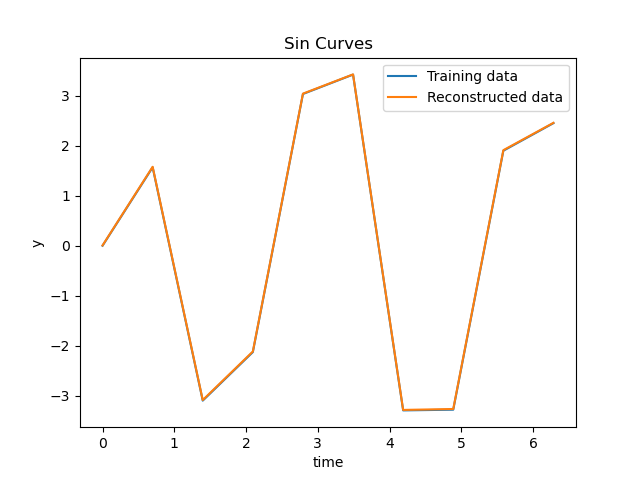 Sin Curves
Training data
Reconstructed data
3
2
1
0
−1
−2
−3
y
0 1 2 3 4 5 6
time